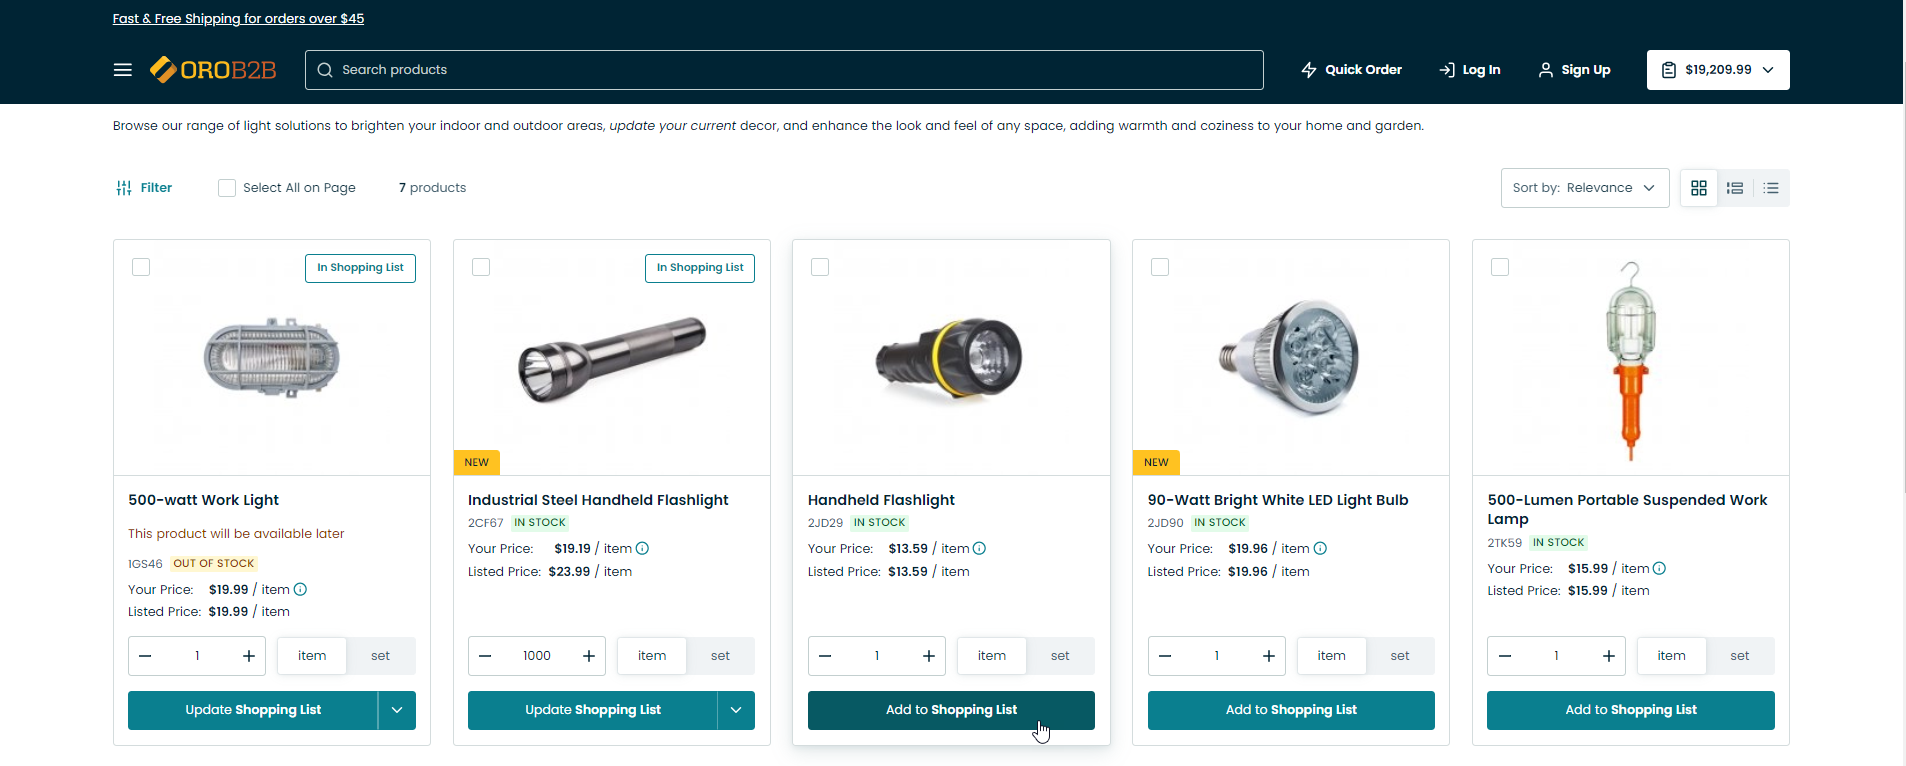 Fast & Free Shipping for orders over $45
OROB2B
Search products
Quick Order
Log In
Sign Up
$19,209.99
Browse our range of light solutions to brighten your indoor and outdoor areas, update your current decor, and enhance the look and feel of any space, adding warmth and coziness to your home and garden.
Filter
Select All on Page
7 products
Sort by: Relevance
In Shopping List
500-watt Work Light
This product will be available later
1GS46 OUT OF STOCK
Your Price: $19.99 / item
Listed Price: $19.99 / item
1
item
set
Update Shopping List
In Shopping List
NEW
Industrial Steel Handheld Flashlight
2CF67 IN STOCK
Your Price: $19.19 / item
Listed Price: $23.99 / item
1000
item
set
Update Shopping List
Handheld Flashlight
2JD29 IN STOCK
Your Price: $13.59 / item
Listed Price: $13.59 / item
1
item
set
Add to Shopping List
NEW
90-Watt Bright White LED Light Bulb
2JD90 IN STOCK
Your Price: $19.96 / item
Listed Price: $19.96 / item
1
item
set
Add to Shopping List
500-Lumen Portable Suspended Work
Lamp
2TK59 IN STOCK
Your Price: $15.99 / item
Listed Price: $15.99 / item
1
item
set
Add to Shopping List